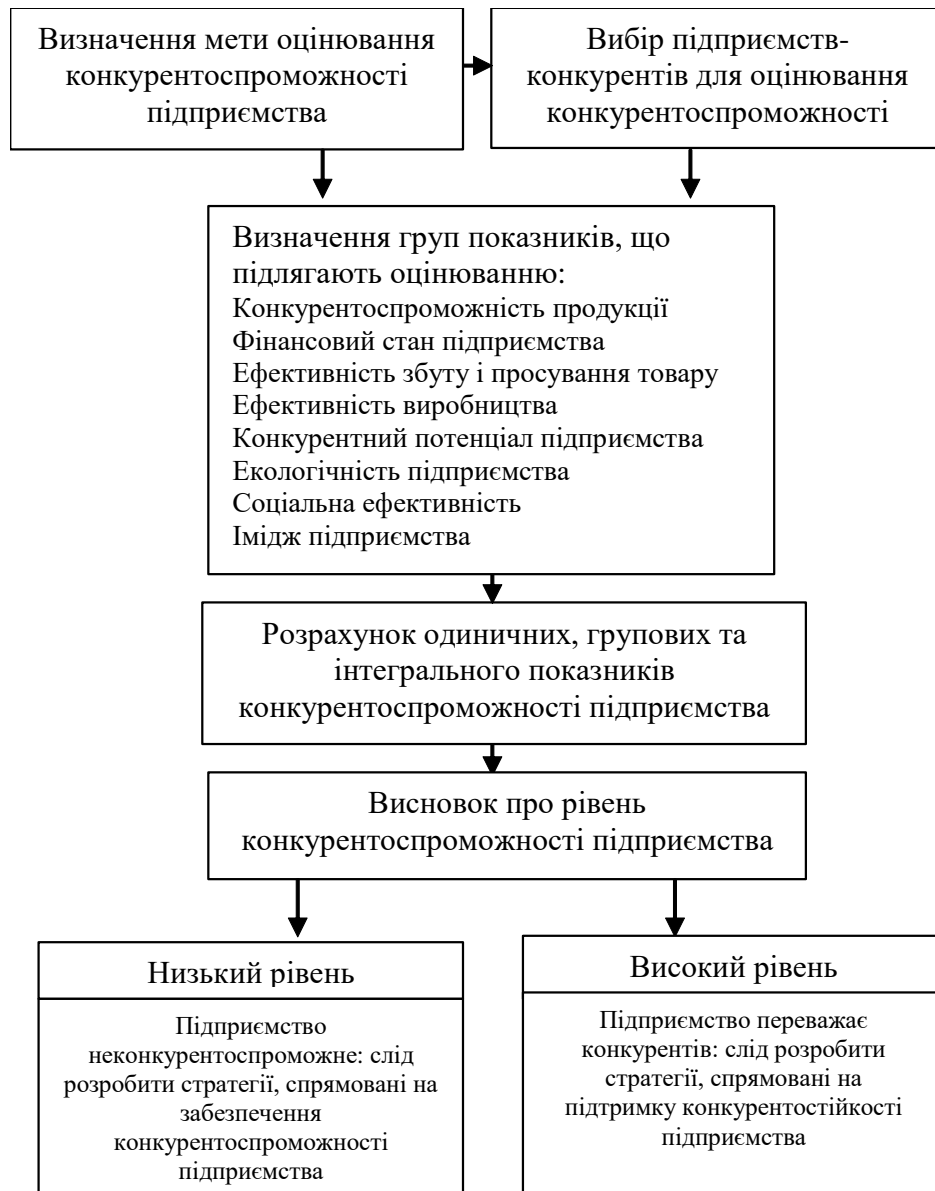 Визначення мети оцінювання
конкурентоспроможності
підприємства
Вибір підприємств-
конкурентів для оцінювання
конкурентоспроможності
Визначення груп показників, що
підлягають оцінюванню:
Конкурентоспроможність продукції
Фінансовий стан підприємства
Ефективність збуту і просування товару
Ефективність виробництва
Конкурентний потенціал підприємства
Екологічність підприємства
Соціальна ефективність
Імідж підприємства
Розрахунок одиничних, групових та
інтегрального показників
конкурентоспроможності підприємства
Висновок про рівень
конкурентоспроможності підприємства
Низький рівень
Підприємство
неконкурентоспроможне: слід
розробити стратегії, спрямовані на
забезпечення
конкурентоспроможності
підприємства
Високий рівень
Підприємство переважає
конкурентів: слід розробити
стратегії, спрямовані на
підтримку конкурентостійкості
підприємства